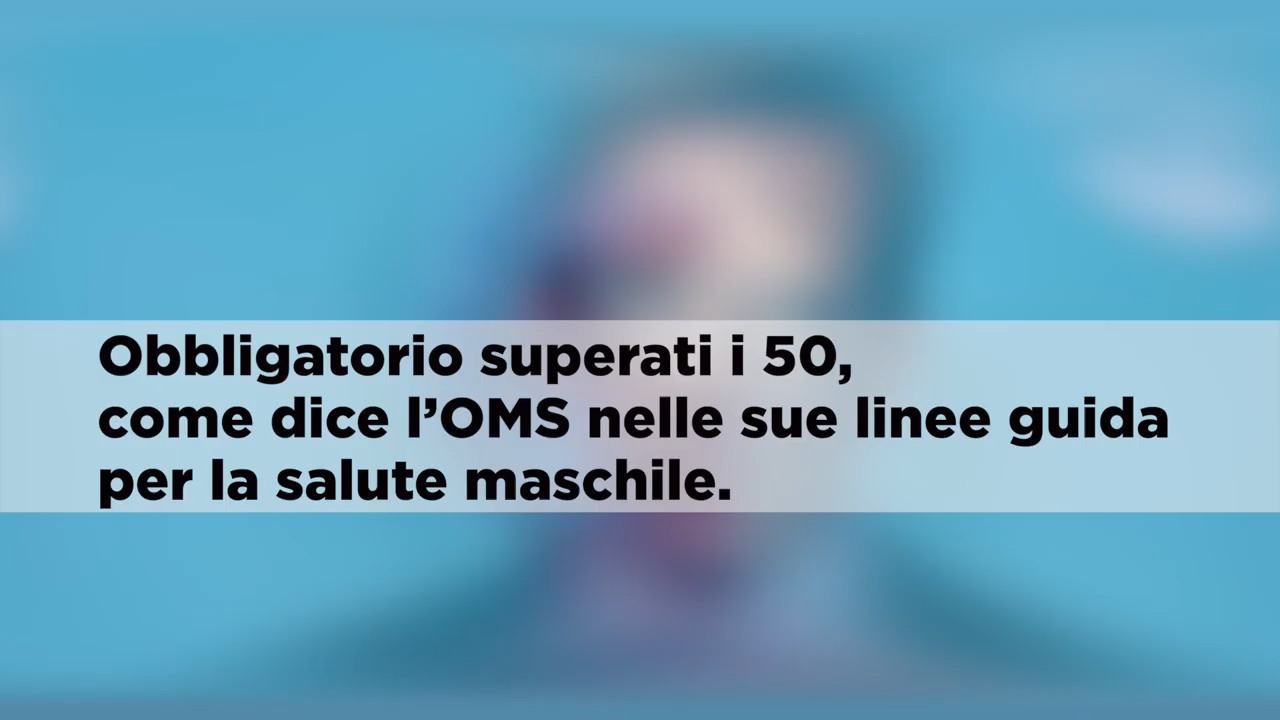 Obbligatorio superati i 50,
come dice l’OMS nelle sue linee guida
per la salute maschile.